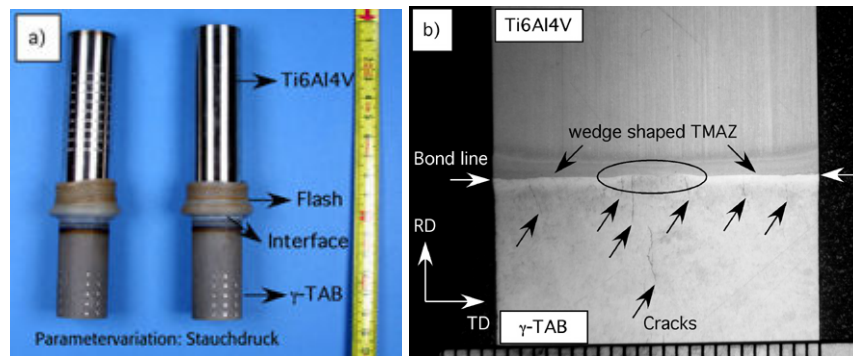 a)
Ti6Al4V
Flash
Interface
γ-TAB
Parametervariation: Stauchdruck
b)
Ti6Al4V
wedge shaped TMAZ
Bond line
RD
TD
γ-TAB
Cracks